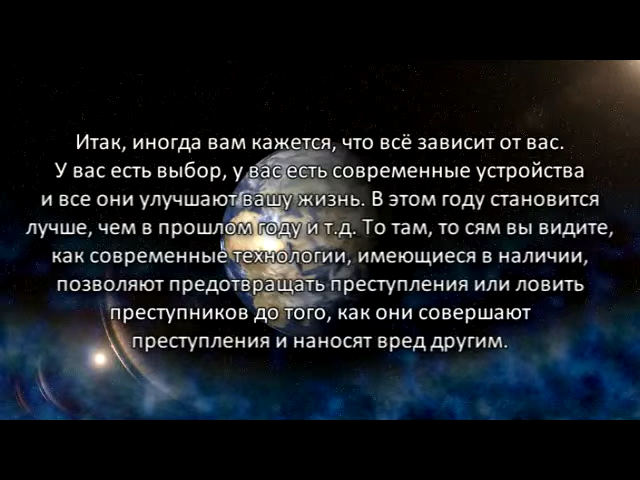 Итак, иногда вам кажется, что всё зависит от вас.
У вас есть выбор, у вас есть современные устройства
и все они улучшают вашу жизнь. В этом году становится
лучше, чем в прошлом году и т.д. То там, то сям вы видите,
как современные технологии, имеющиеся в наличии,
позволяют предотвращать преступления или ловить
преступников до того, как они совершают
преступления и наносят вред другим.